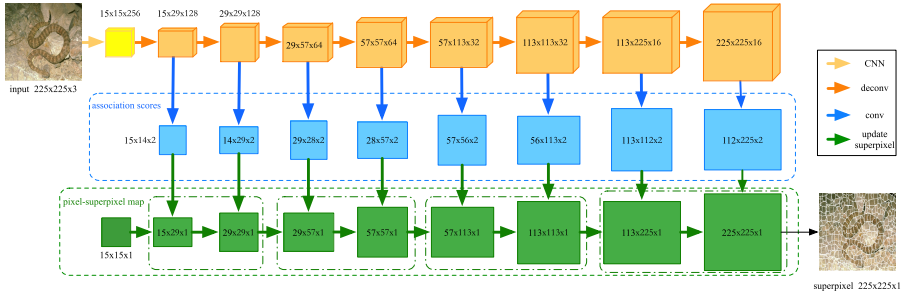 15x15x256
15x29x128
29x29x128
29x57x64
57x57x64
57x113x32
113x113x32
113x225x16
225x225x16
input 225x225x3
CNN
deconv
conv
update
superpixel
association scores
15x14x2
14x29x2
29x28x2
28x57x2
57x56x2
56x113x2
113x112x2
112x225x2
pixel-superpixel map
15x15x1
15x29x1
29x29x1
29x57x1
57x57x1
57x113x1
113x113x1
113x225x1
225x225x1
superpixel 225x225x1